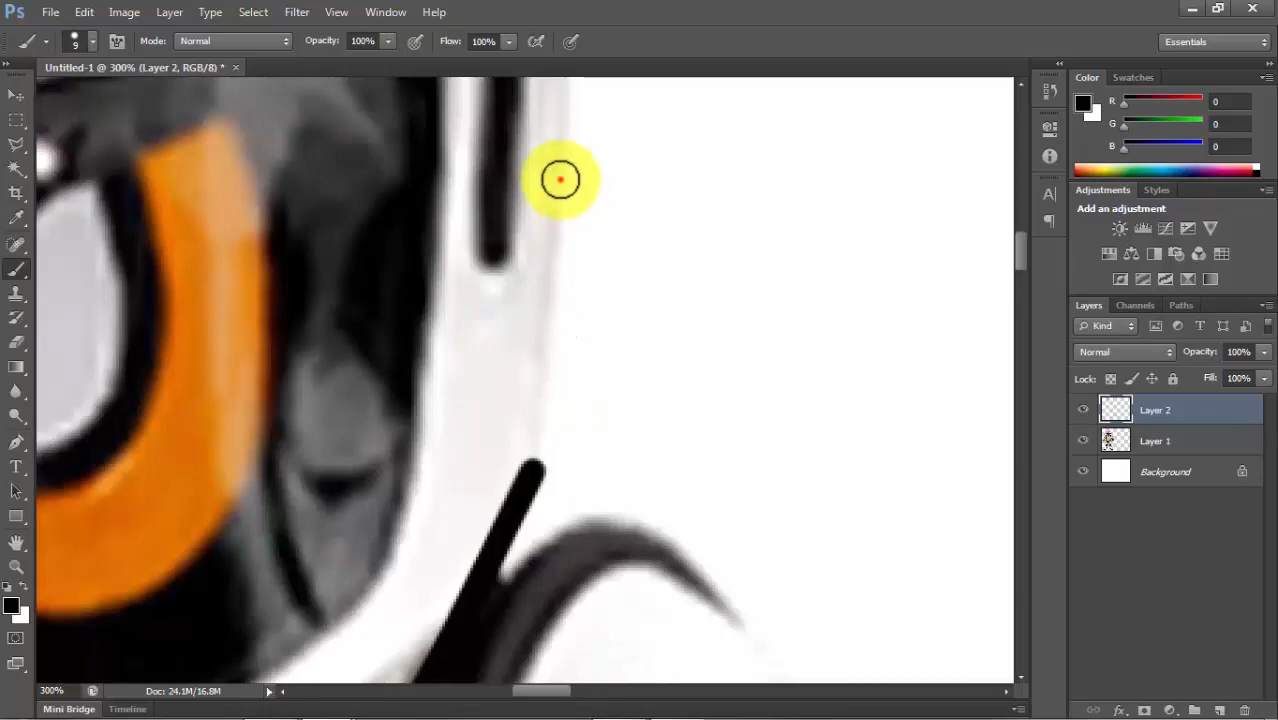 Ps File Edit Image Layer Type Select Filter View Window Help
9 Mode: Normal Opacity: 100% Flow: 100% Essentials
Untitled-1 @ 300% (Layer 2, RGB/8) * ×
Color Swatches
R 0
G 0
B 0
Adjustments Styles
Add an adjustment
Layers Channels Paths
Kind
Normal Opacity: 100%
Lock: Fill: 100%
Layer 2
Layer 1
Background
300% Doc: 24.1M/16.8M
Mini Bridge Timeline